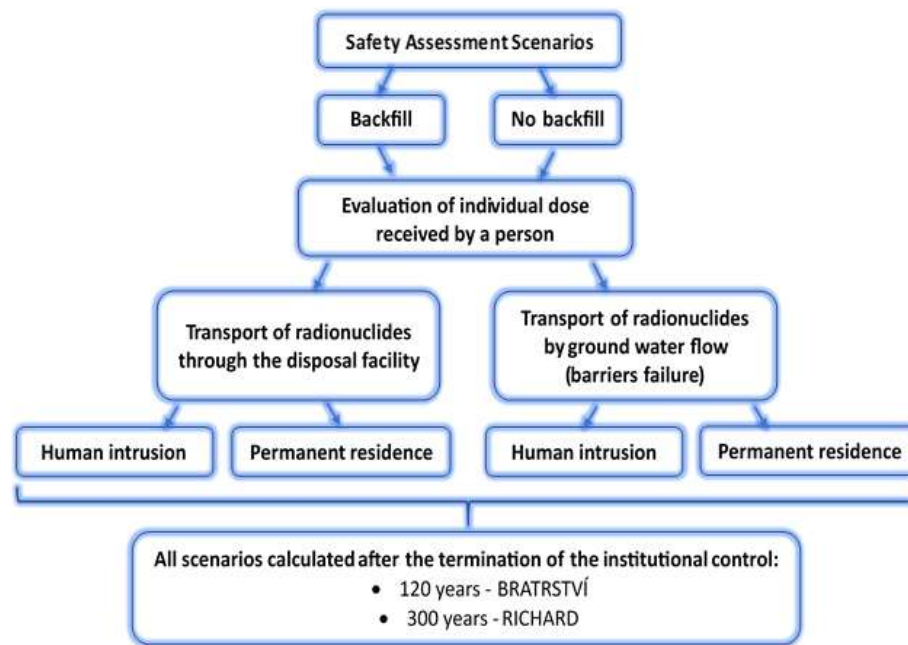 Safety Assessment Scenarios
Backfill
No backfill
Evaluation of individual dose
received by a person
Transport of radionuclides
through the disposal facility
Transport of radionuclides
by ground water flow
(barriers failure)
Human intrusion
Permanent residence
Human intrusion
Permanent residence
All scenarios calculated after the termination of the institutional control:
• 120 years - BRATRSTVÍ
• 300 years - RICHARD